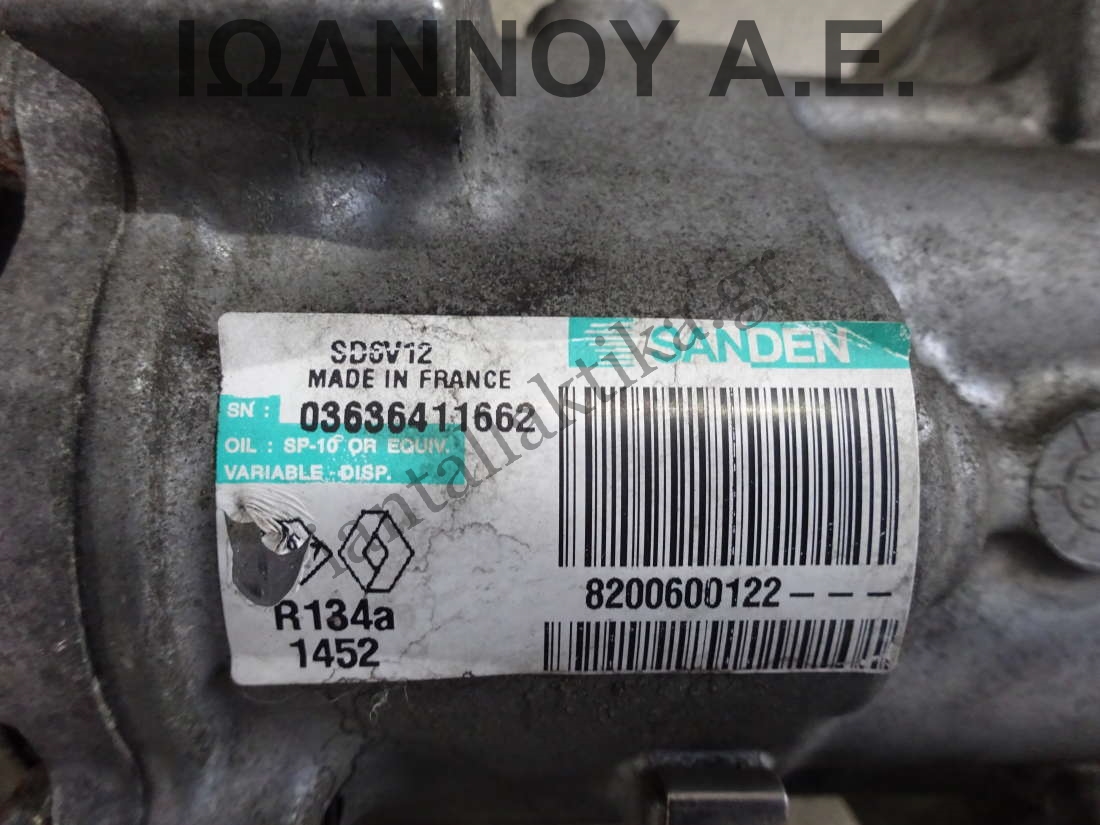 ΙΩΑΝΝΟΥ Α.Ε.
SD6V12
SANDEN
MADE IN FRANCE
SN : 03636411662
OIL : SP-10 OR EQUIV.
VARIABLE DISP.
8200600122---
R134a
1452
iantallaktika.gr